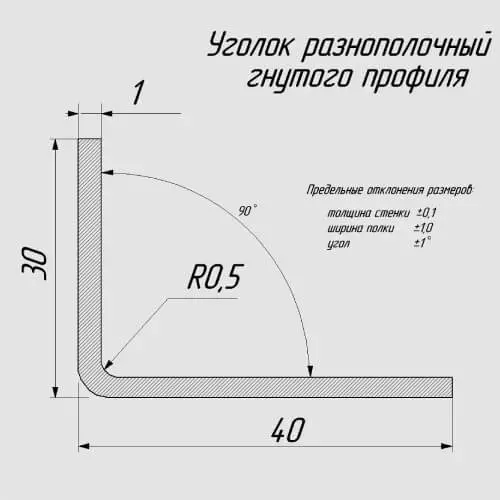 Уголок разнополочный
гнутого профиля
1
Предельные отклонения размеров:
толщина стенки ±0,1
ширина полки ±1,0
угол ±1°
90°
30
R0,5
40